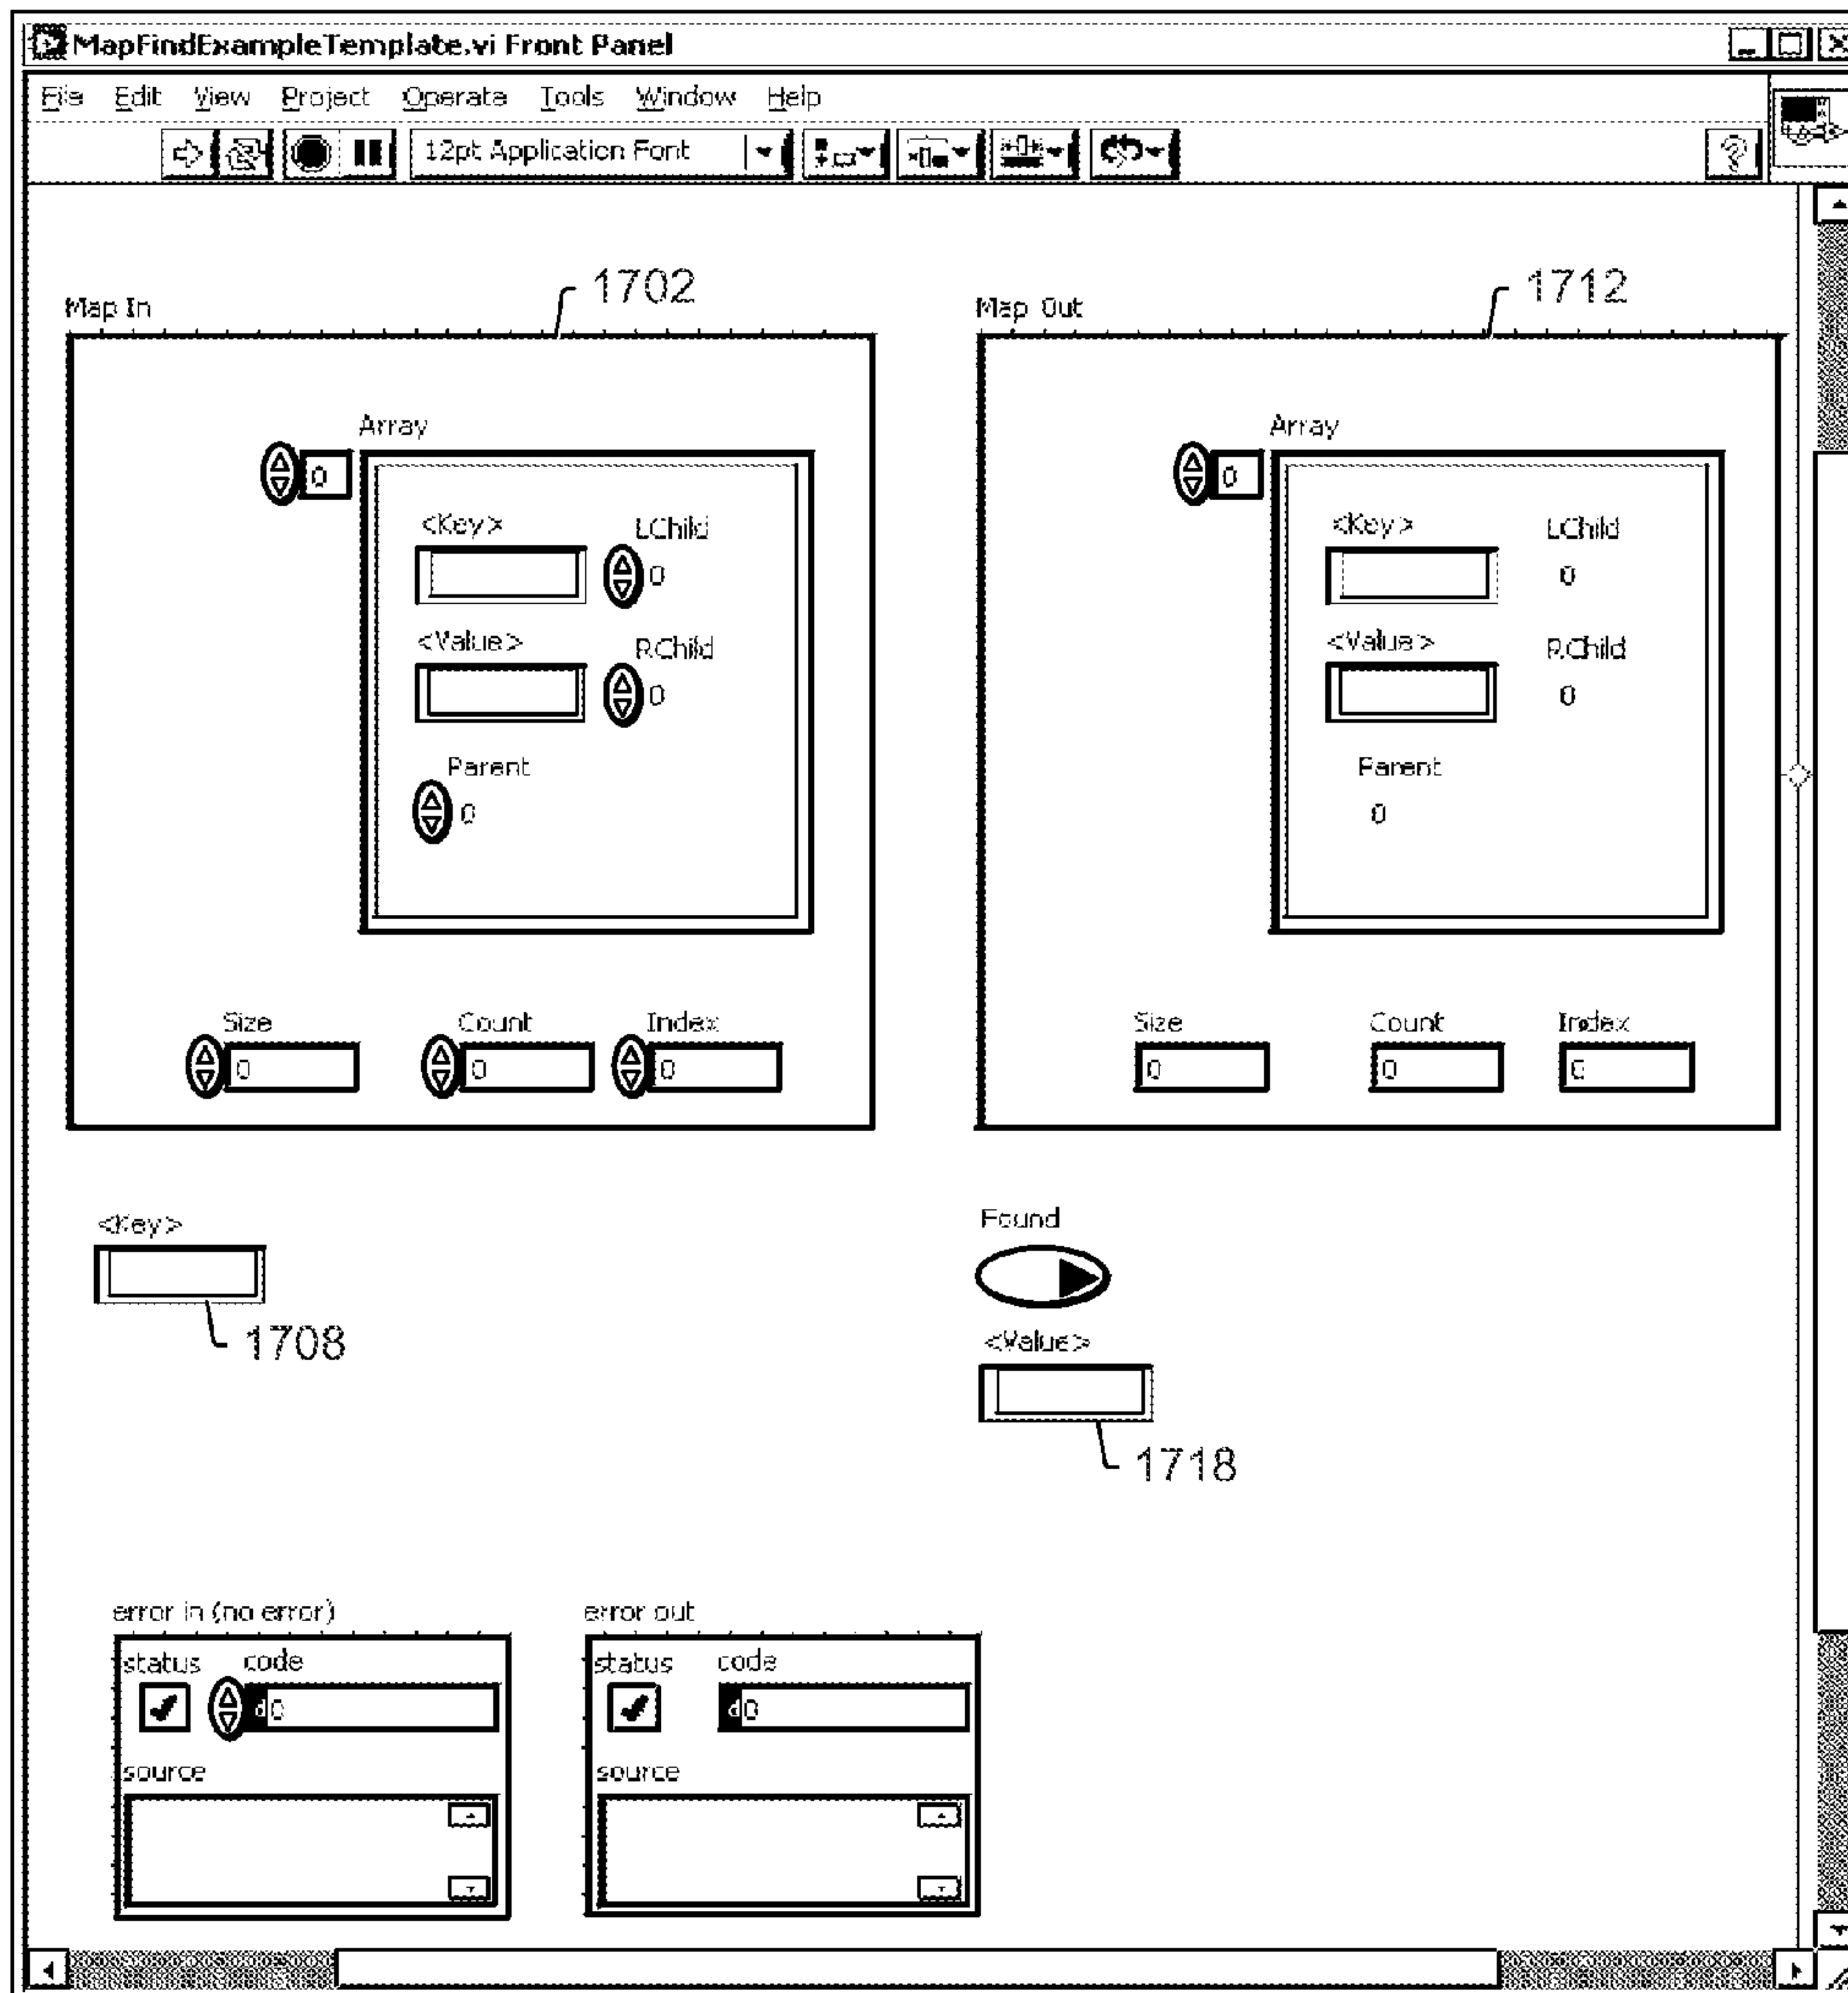 MapFindExampleTemplate.vi Front Panel
File Edit View Project Operate Tools Window Help
12pt Application Font
1702
1712
Map In
Map Out
Array
Array
0
0
<Key> LChild
<Key> LChild
0
0
<Value> RChild
<Value> RChild
0
0
Parent
Parent
0
0
Size Count Index
Size Count Index
0 0 0
0 0 0
<Key>
Found
1708
<Value>
1718
error in (no error)
error out
status code
status code
d0
d0
source
source